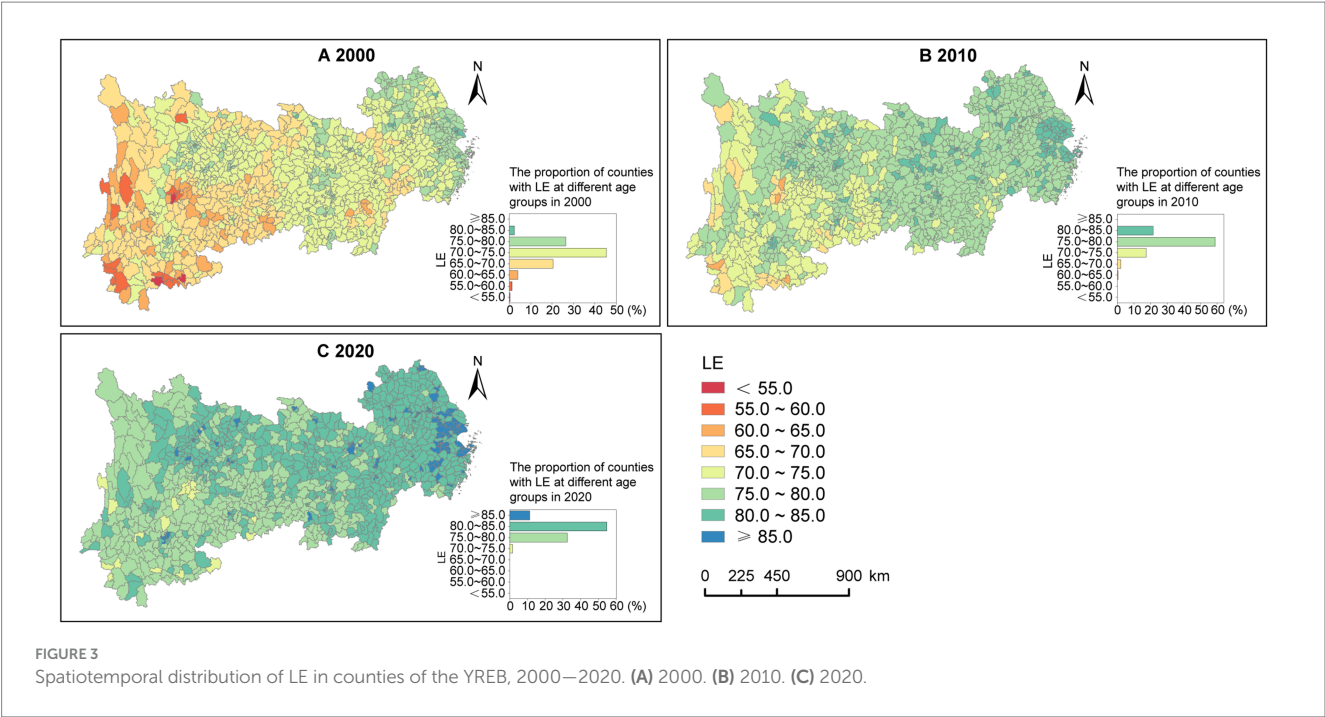 A 2000
N
The proportion of counties
with LE at different age
groups in 2000
LE
≥85.0
80.0~85.0
75.0~80.0
70.0~75.0
65.0~70.0
60.0~65.0
55.0~60.0
<55.0
0 10 20 30 40 50 (%)
B 2010
N
The proportion of counties
with LE at different age
groups in 2010
LE
≥85.0
80.0~85.0
75.0~80.0
70.0~75.0
65.0~70.0
60.0~65.0
55.0~60.0
<55.0
0 10 20 30 40 50 60 (%)
C 2020
N
The proportion of counties
with LE at different age
groups in 2020
LE
≥85.0
80.0~85.0
75.0~80.0
70.0~75.0
65.0~70.0
60.0~65.0
55.0~60.0
<55.0
0 10 20 30 40 50 60 (%)
LE
< 55.0
55.0 ~ 60.0
60.0 ~ 65.0
65.0 ~ 70.0
70.0 ~ 75.0
75.0 ~ 80.0
80.0 ~ 85.0
≥ 85.0
0 225 450 900 km
FIGURE 3
Spatiotemporal distribution of LE in counties of the YREB, 2000—2020. (A) 2000. (B) 2010. (C) 2020.